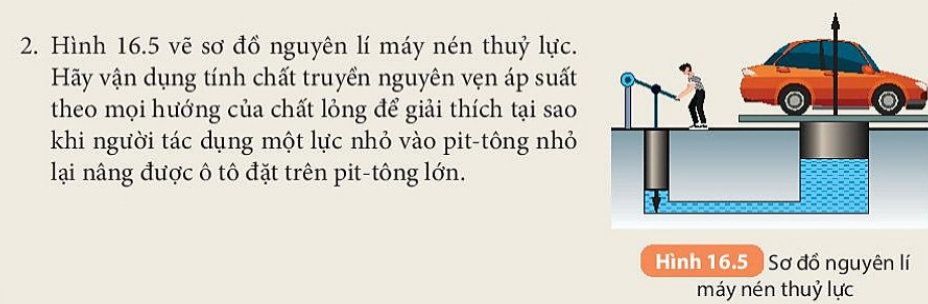 2. Hình 16.5 vẽ sơ đồ nguyên lí máy nén thuỷ lực.
Hãy vận dụng tính chất truyền nguyên vẹn áp suất
theo mọi hướng của chất lỏng để giải thích tại sao
khi người tác dụng một lực nhỏ vào pit-tông nhỏ
lại nâng được ô tô đặt trên pit-tông lớn.
Hình 16.5 Sơ đồ nguyên lí
máy nén thuỷ lực